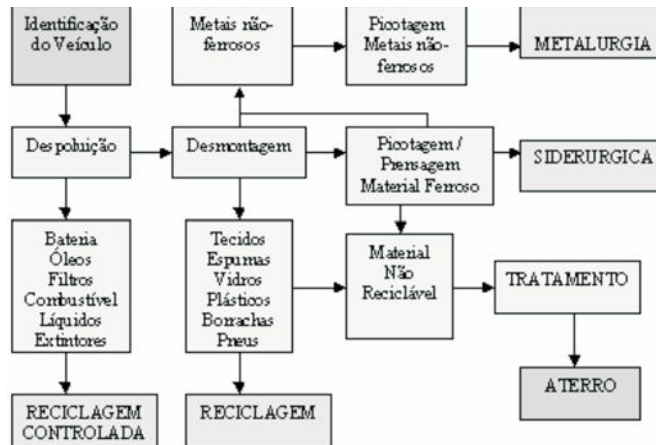 Identificação
do Veículo
Metais não-
ferrosos
Picotagem
Metais não-
ferrosos
METALURGIA
Despoluição
Desmontagem
Picotagem /
Prensagem
Material Ferroso
SIDERURGICA
Bateria
Óleos
Filtros
Combustível
Líquidos
Extintores
Tecidos
Espumas
Vidros
Plásticos
Borrachas
Pneus
Material
Não
Reciclável
TRATAMENTO
RECICLAGEM
CONTROLADA
RECICLAGEM
ATERRO